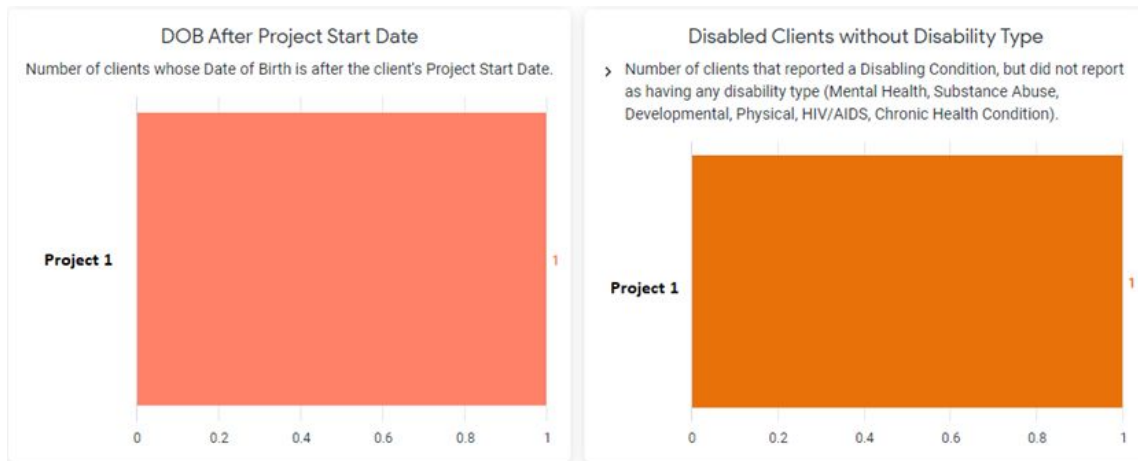 DOB After Project Start Date
Number of clients whose Date of Birth is after the client's Project Start Date.
Project 1
1
0 0.2 0.4 0.6 0.8 1
Disabled Clients without Disability Type
› Number of clients that reported a Disabling Condition, but did not report
as having any disability type (Mental Health, Substance Abuse,
Developmental, Physical, HIV/AIDS, Chronic Health Condition).
Project 1
1
0 0.2 0.4 0.6 0.8 1